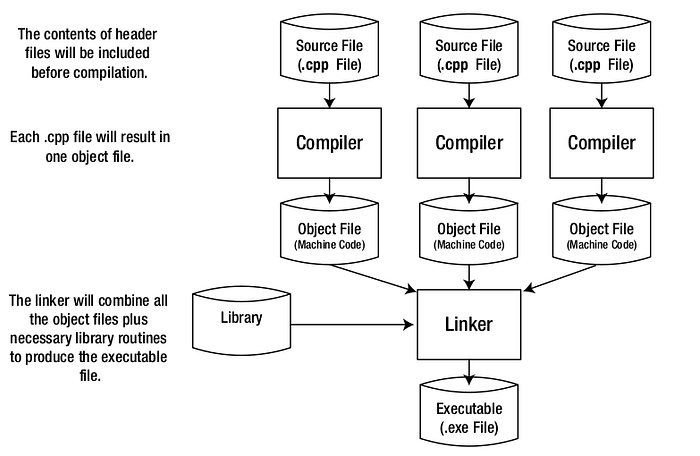 The contents of header
files will be included
before compilation.
Source File
(.cpp File)
Source File
(.cpp File)
Source File
(.cpp File)
Each .cpp file will result in
one object file.
Compiler
Compiler
Compiler
Object File
(Machine Code)
Object File
(Machine Code)
Object File
(Machine Code)
The linker will combine all
the object files plus
necessary library routines
to produce the executable
file.
Library
Linker
Executable
(.exe File)